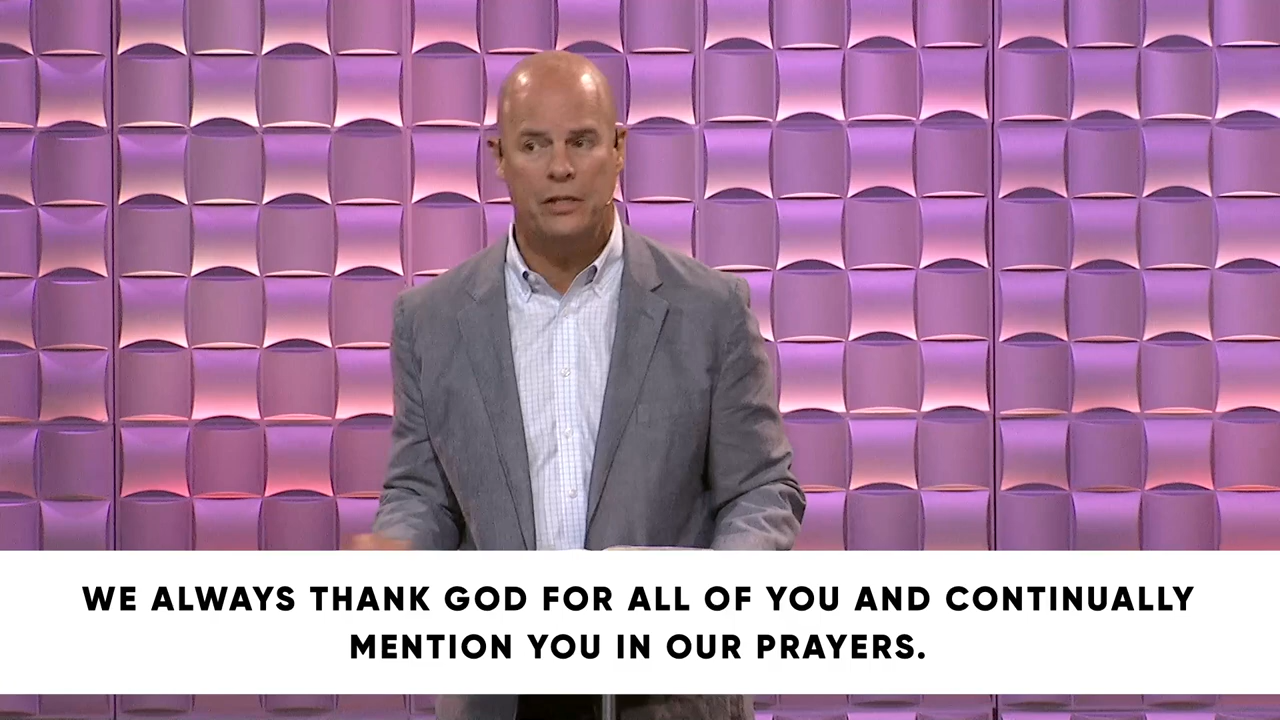 WE ALWAYS THANK GOD FOR ALL OF YOU AND CONTINUALLY
MENTION YOU IN OUR PRAYERS.